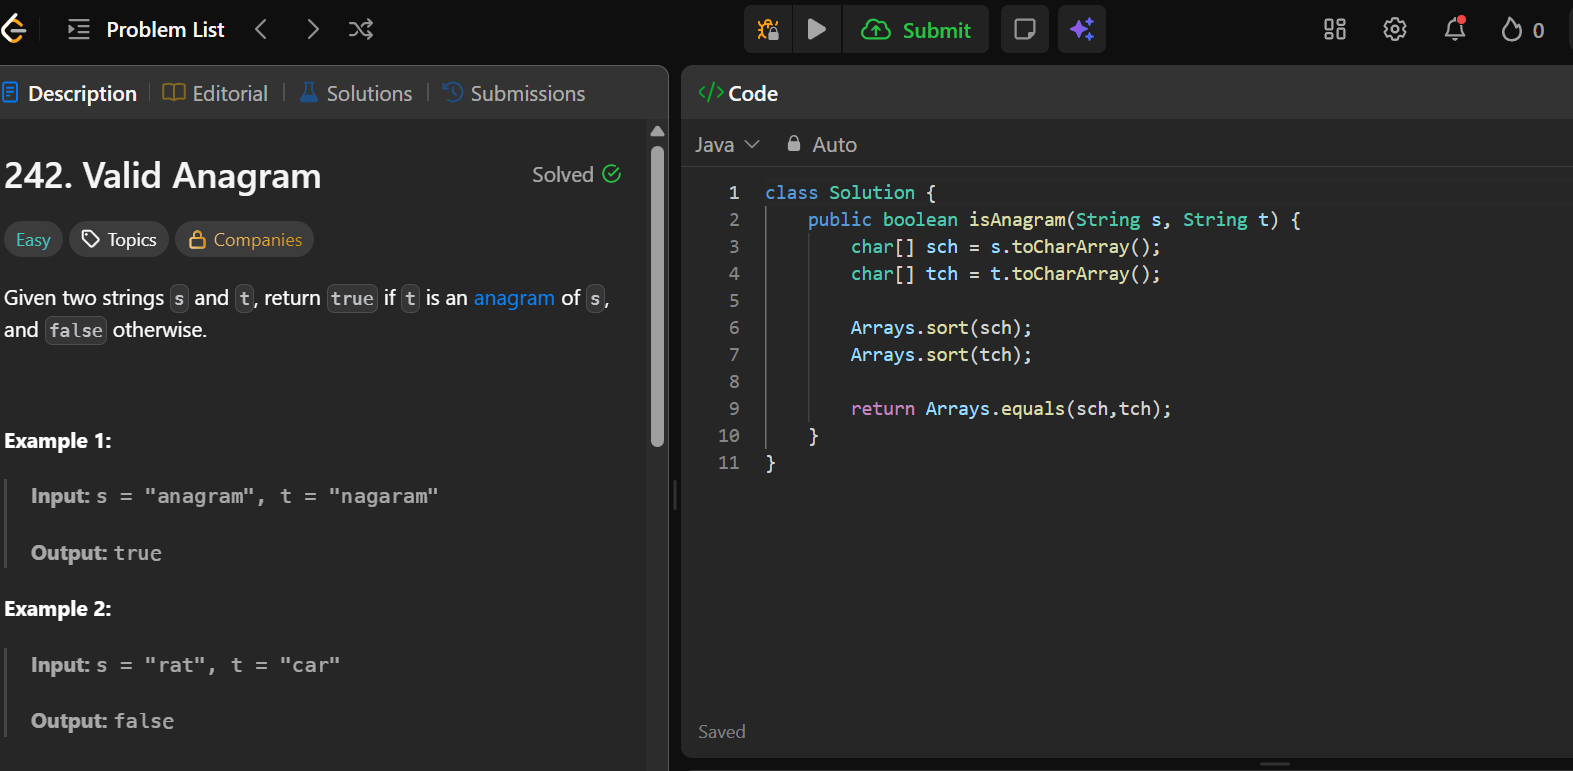 Problem List
Submit
0
Description
Editorial
Solutions
Submissions
242. Valid Anagram
Solved
Easy
Topics
Companies
Given two strings s and t, return true if t is an anagram of s,
and false otherwise.
Example 1:
Input: s = "anagram", t = "nagaram"
Output: true
Example 2:
Input: s = "rat", t = "car"
Output: false
</> Code
Java
Auto
1 class Solution {
2     public boolean isAnagram(String s, String t) {
3         char[] sch = s.toCharArray();
4         char[] tch = t.toCharArray();
5
6         Arrays.sort(sch);
7         Arrays.sort(tch);
8
9         return Arrays.equals(sch,tch);
10     }
11 }
Saved